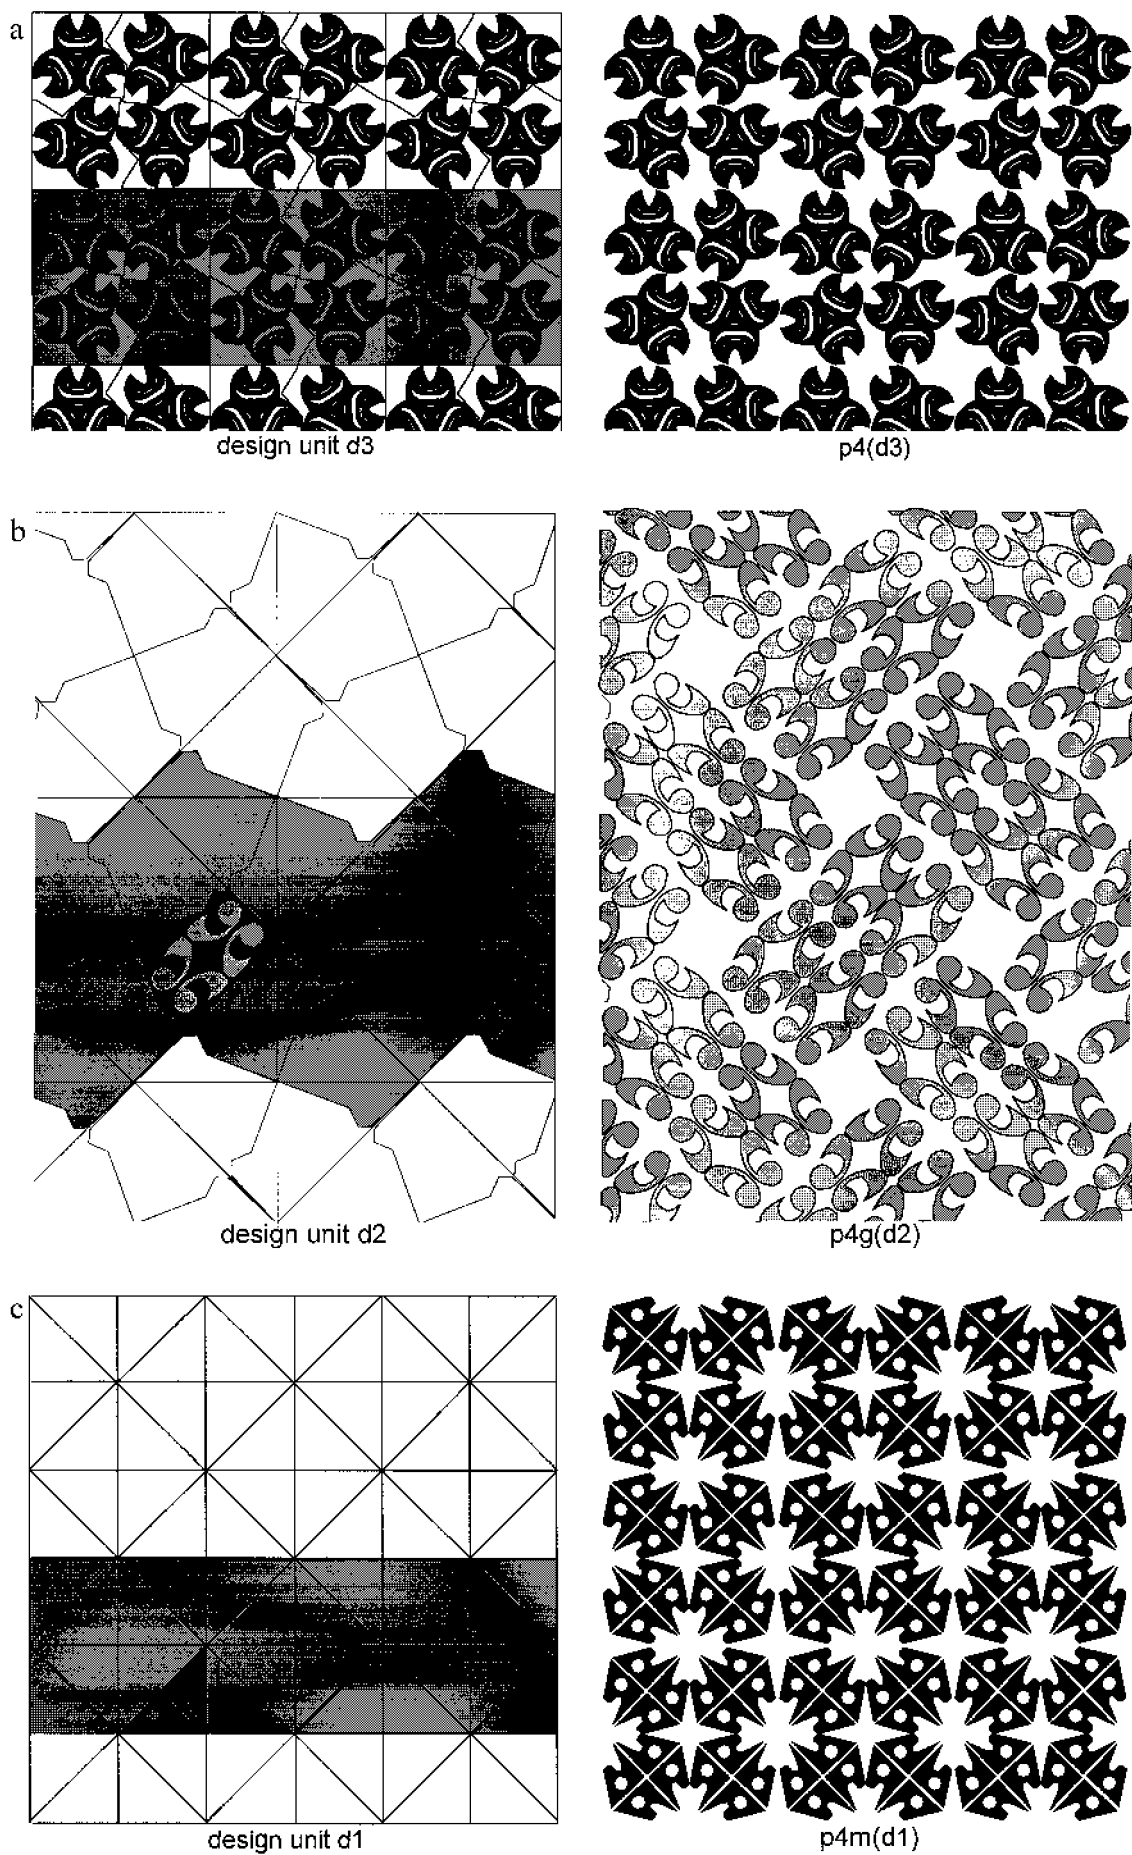 a
design unit d3
p4(d3)
b
design unit d2
p4g(d2)
c
design unit d1
p4m(d1)